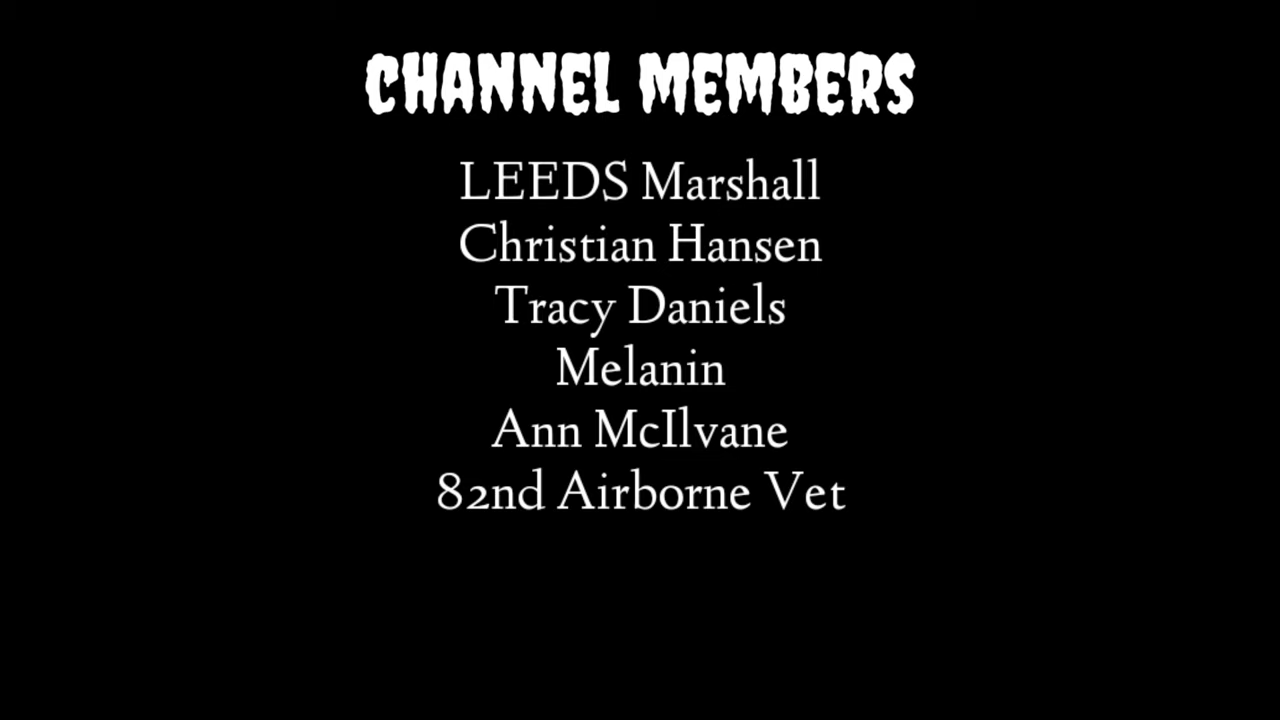 CHANNEL MEMBERS
LEEDS Marshall
Christian Hansen
Tracy Daniels
Melanin
Ann McIlvane
82nd Airborne Vet